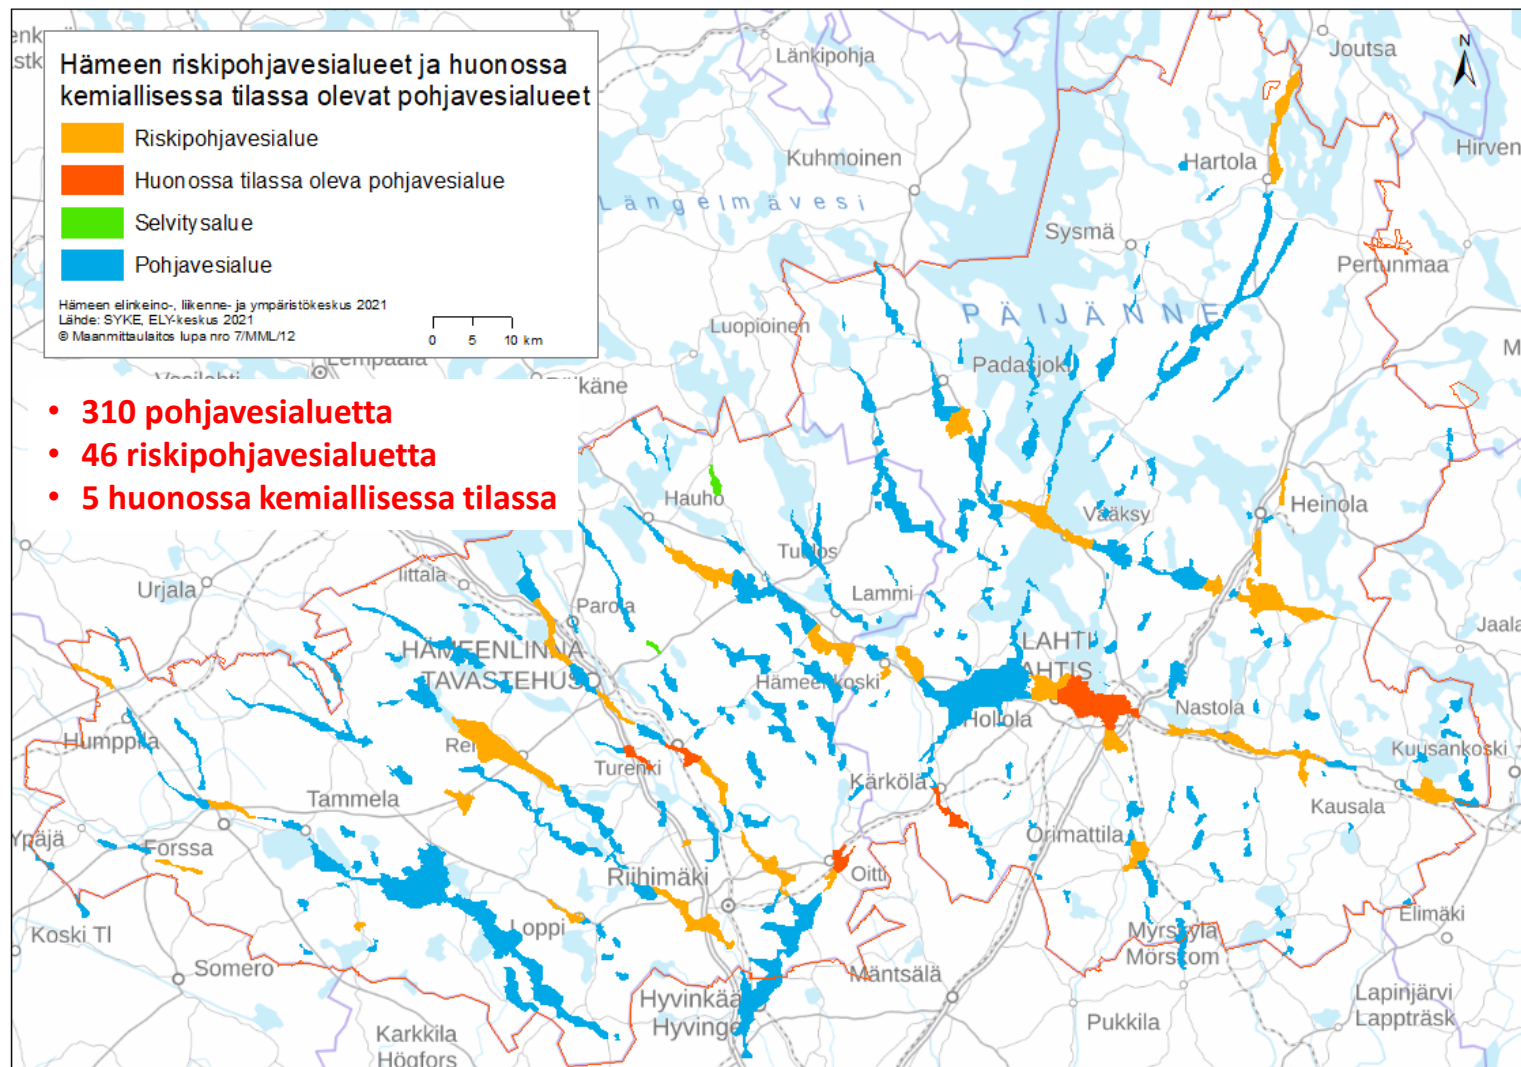 Hämeen riskipohjavesialueet ja huonossa
kemiallisessa tilassa olevat pohjavesialueet
Riskipohjavesialue
Huonossa tilassa oleva pohjavesialue
Selvitysalue
Pohjavesialue
Hämeen elinkeino-, liikenne- ja ympäristökeskus 2021
Lähde: SYKE, ELY-keskus 2021
© Maanmittauslaitos lupa nro 7/MML/12
0 5 10 km
• 310 pohjavesialuetta
• 46 riskipohjavesialuetta
• 5 huonossa kemiallisessa tilassa
N
Joutsa
Länkipohja
Hirven
Kuhmoinen
Hartola
Längelmävesi
Sysmä
Pertunmaa
PÄIJÄNNE
Luopioinen
Padasjoki
Hauho
Heinola
Vääksy
Iittala
Urjala
Lammi
Parola
Jaala
LAHTI
HÄMEENLINNA
TAVASTEHUS
Hämeenkoski
Nastola
Hollola
Humppila
Kuusankoski
Turenki
Kärkölä
Tammela
Kausala
Ypäjä
Forssa
Orimattila
Riihimäki
Oitti
Loppi
Elimäki
Koski Tl
Myrskylä
Mörskom
Somero
Mäntsälä
Hyvinkää
Hyvinge
Lapinjärvi
Lappträsk
Pukkila
Karkkila
Högfors